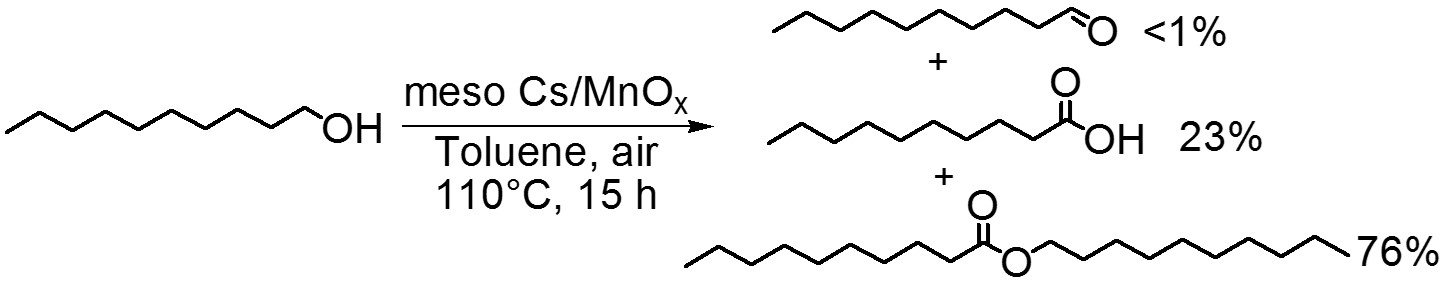 O <1%
+
meso Cs/MnOx
O
OH
OH 23%
Toluene, air
110°C, 15 h
+
O
O 76%